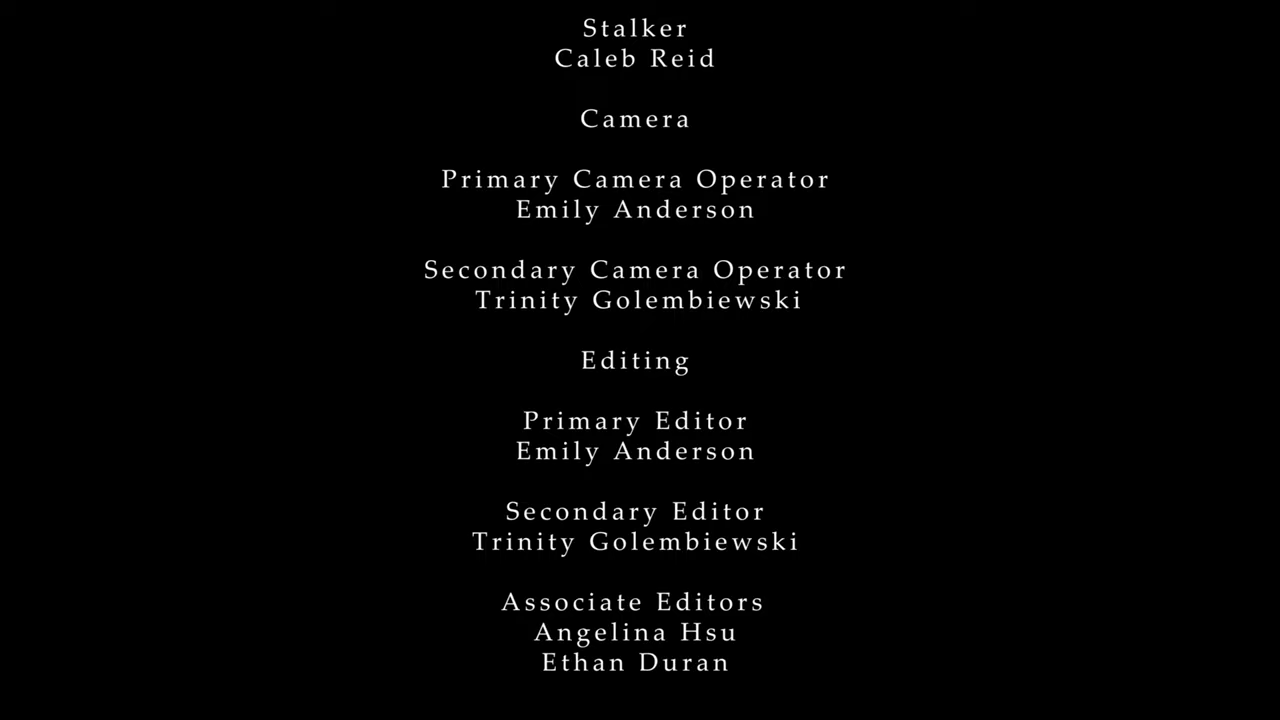 Stalker
Caleb Reid
Camera
Primary Camera Operator
Emily Anderson
Secondary Camera Operator
Trinity Golembiewski
Editing
Primary Editor
Emily Anderson
Secondary Editor
Trinity Golembiewski
Associate Editors
Angelina Hsu
Ethan Duran